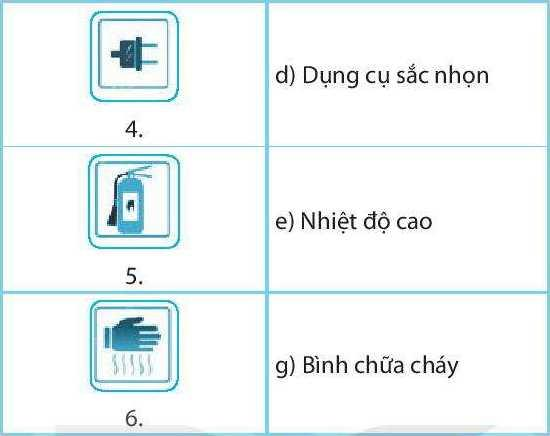 d) Dụng cụ sắc nhọn
4.
e) Nhiệt độ cao
5.
g) Bình chữa cháy
6.